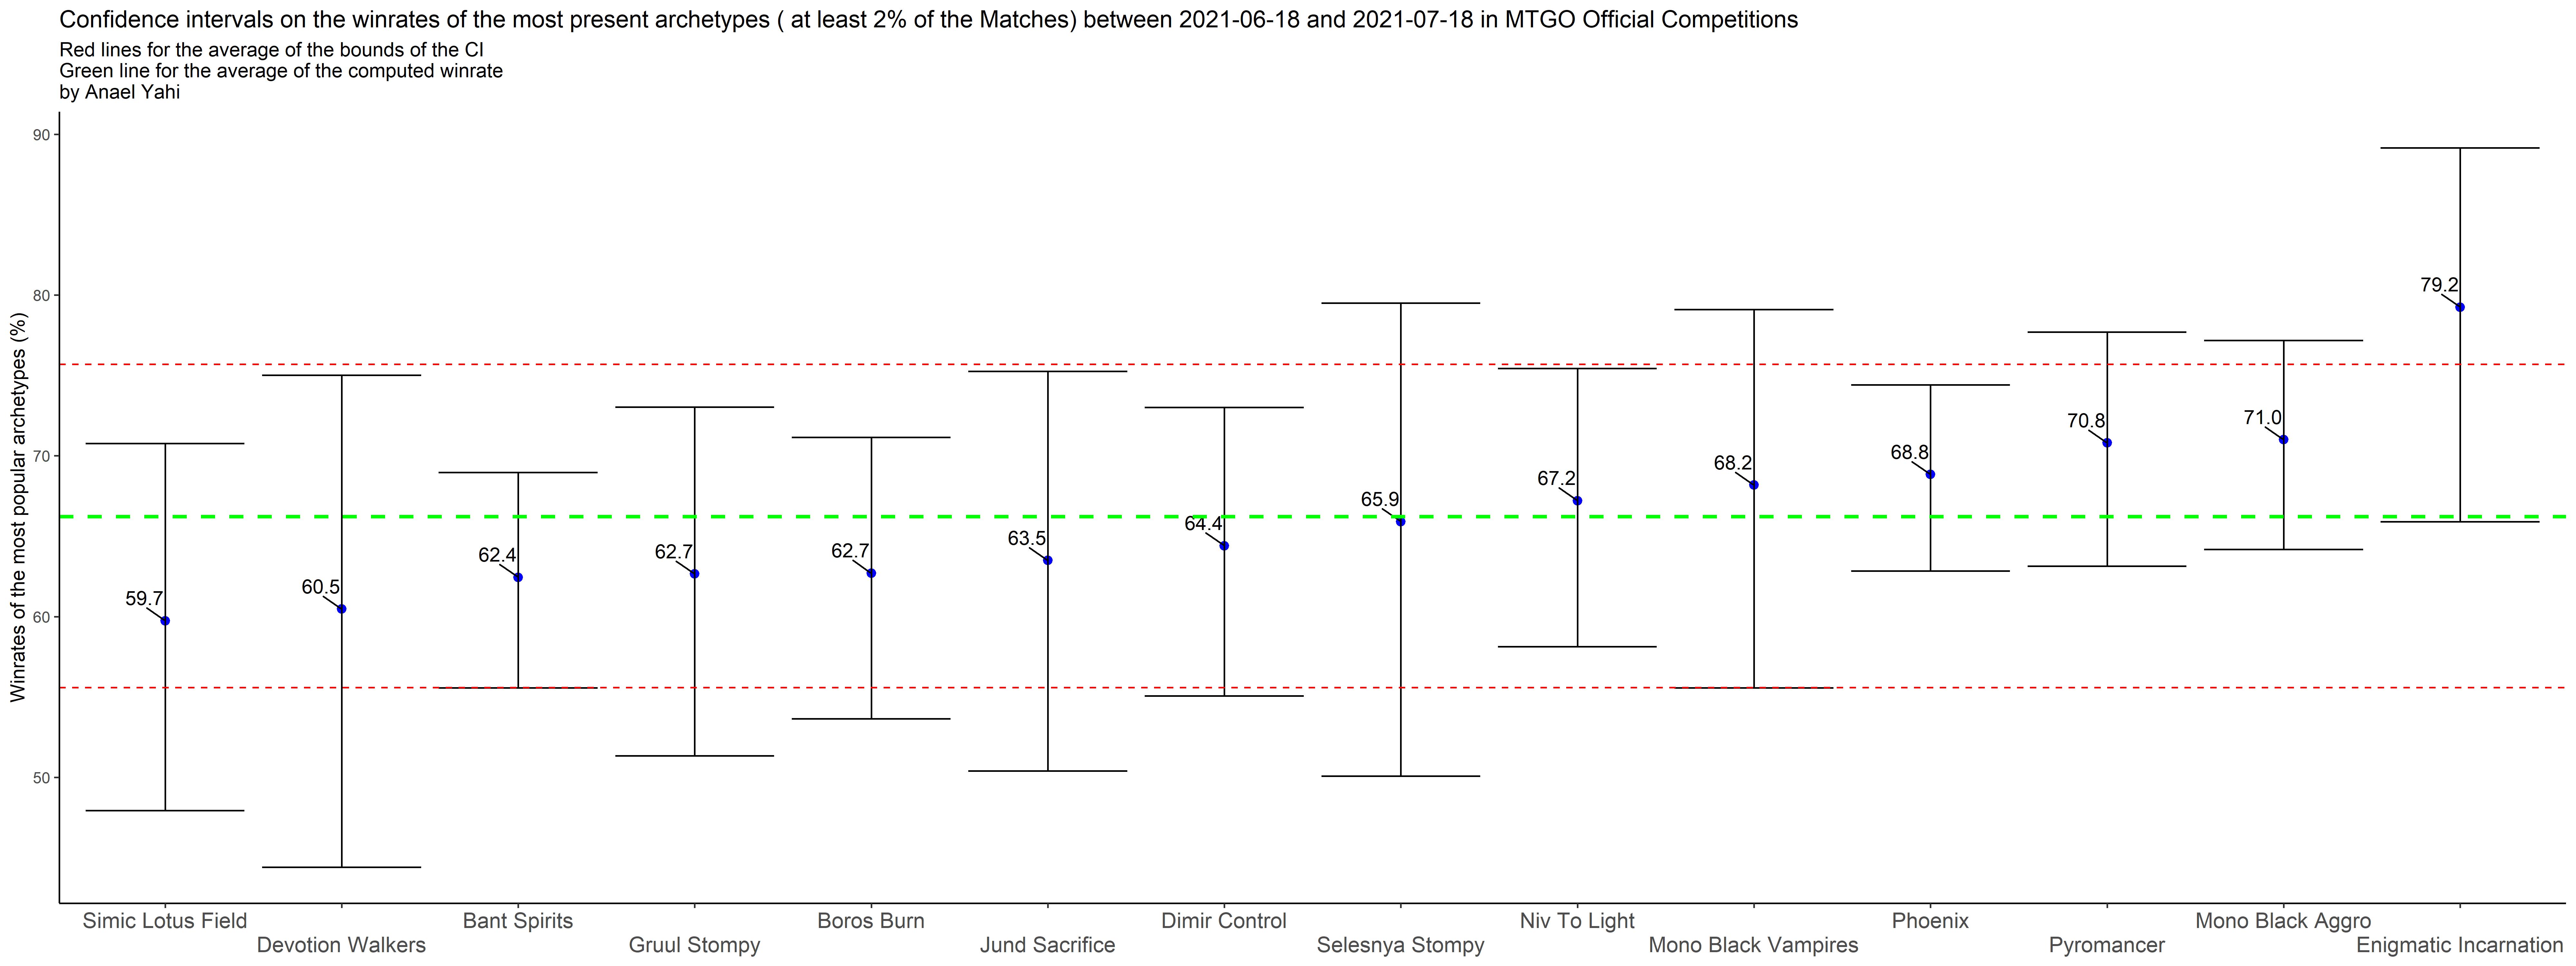 Confidence intervals on the winrates of the most present archetypes ( at least 2% of the Matches) between 2021-06-18 and 2021-07-18 in MTGO Official Competitions
Red lines for the average of the bounds of the CI
Green line for the average of the computed winrate
by Anael Yahi
Winrates of the most popular archetypes (%)
90
80
70
60
50
59.7
60.5
62.4
62.7
62.7
63.5
64.4
65.9
67.2
68.2
68.8
70.8
71.0
79.2
Simic Lotus Field
Devotion Walkers
Bant Spirits
Gruul Stompy
Boros Burn
Jund Sacrifice
Dimir Control
Selesnya Stompy
Niv To Light
Mono Black Vampires
Phoenix
Pyromancer
Mono Black Aggro
Enigmatic Incarnation